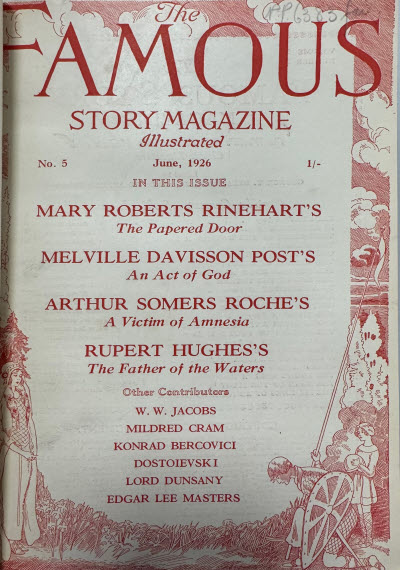 The
FAMOUS
STORY MAGAZINE
Illustrated
No. 5 June, 1926 1/-
IN THIS ISSUE
MARY ROBERTS RINEHART'S
The Papered Door
MELVILLE DAVISSON POST'S
An Act of God
ARTHUR SOMERS ROCHE'S
A Victim of Amnesia
RUPERT HUGHES'S
The Father of the Waters
Other Contributors
W. W. JACOBS
MILDRED CRAM
KONRAD BERCOVICI
DOSTOIEVSKI
LORD DUNSANY
EDGAR LEE MASTERS